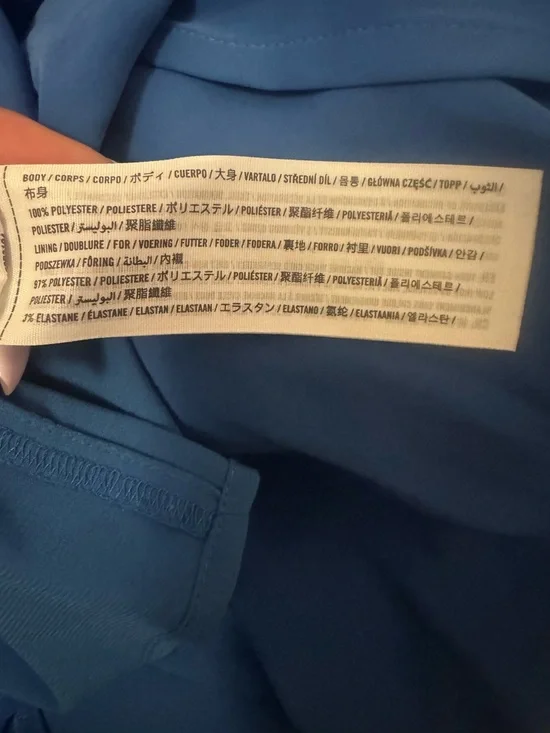 BODY / CORPS / CORPO / ボディ / CUERPO / 大身 / VARTALO / STŘEDNÍ DÍL / 몸통 / GŁÓWNA CZĘŚĆ / TOPP / الثوب /
布身
100% POLYESTER / POLIESTERE / ポリエステル / POLIÉSTER / 聚酯纤维 / POLYESTERIÄ / 폴리에스테르 /
POLIESTER / البوليستر / 聚脂纖維
LINING / DOUBLURE / FOR / VOERING / FUTTER / FODER / FODERA / 裏地 / FORRO / 衬里 / VUORI / PODŠÍVKA / 안감 /
PODSZEWKA / FÔRING / البطانة / 內襯
97% POLYESTER / POLIESTERE / ポリエステル / POLIÉSTER / 聚酯纤维 / POLYESTERIÄ / 폴리에스테르 /
POLIESTER / البوليستر / 聚脂纖維
3% ELASTANE / ÉLASTANE / ELASTAN / ELASTAAN / エラスタン / ELASTANO / 氨纶 / ELASTAANIA / 엘라스탄 /